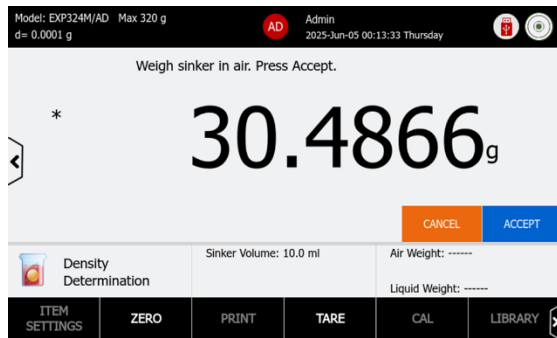 Model: EXP324M/AD Max 320 g
d= 0.0001 g
AD
Admin
2025-Jun-05 00:13:33 Thursday
Weigh sinker in air. Press Accept.
*
30.4866g
CANCEL
ACCEPT
Density
Determination
Sinker Volume: 10.0 ml
Air Weight: ------
Liquid Weight: ------
ITEM
SETTINGS
ZERO
PRINT
TARE
CAL
LIBRARY